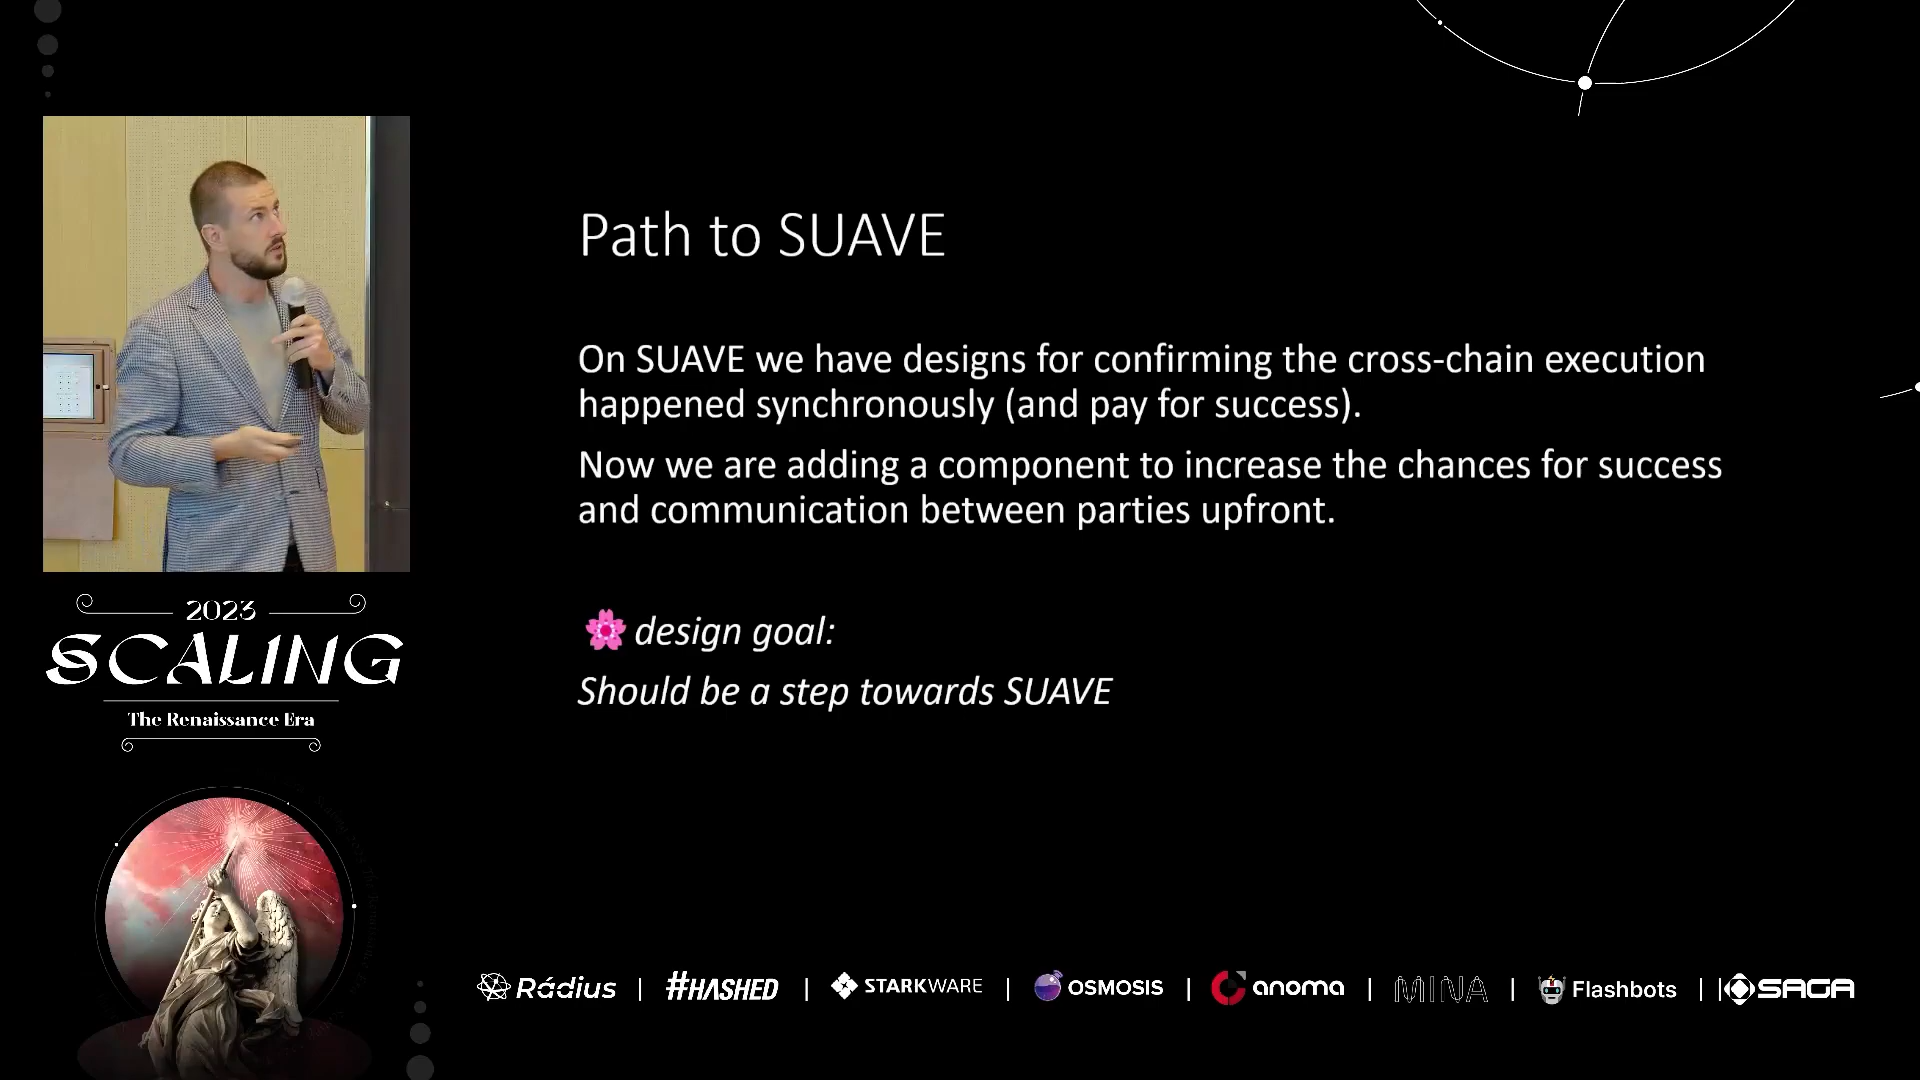 Path to SUAVE
On SUAVE we have designs for confirming the cross-chain execution
happened synchronously (and pay for success).
Now we are adding a component to increase the chances for success
and communication between parties upfront.
🌸 design goal:
Should be a step towards SUAVE
2023
SCALING
The Renaissance Era
Rádius | #HASHED | STARKWARE | OSMOSIS | anoma | MINA | Flashbots | | SAGA